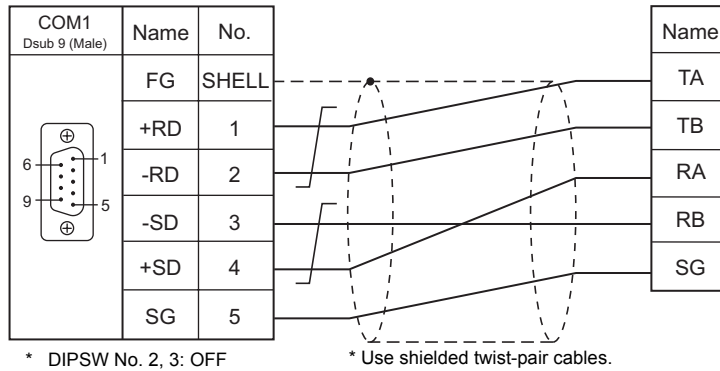 COM1
Dsub 9 (Male)
Name No.
Name
FG SHELL
TA
+RD 1
TB
-RD 2
RA
6 1
9 5
-SD 3
RB
+SD 4
SG
SG 5
* DIPSW No. 2, 3: OFF
* Use shielded twist-pair cables.